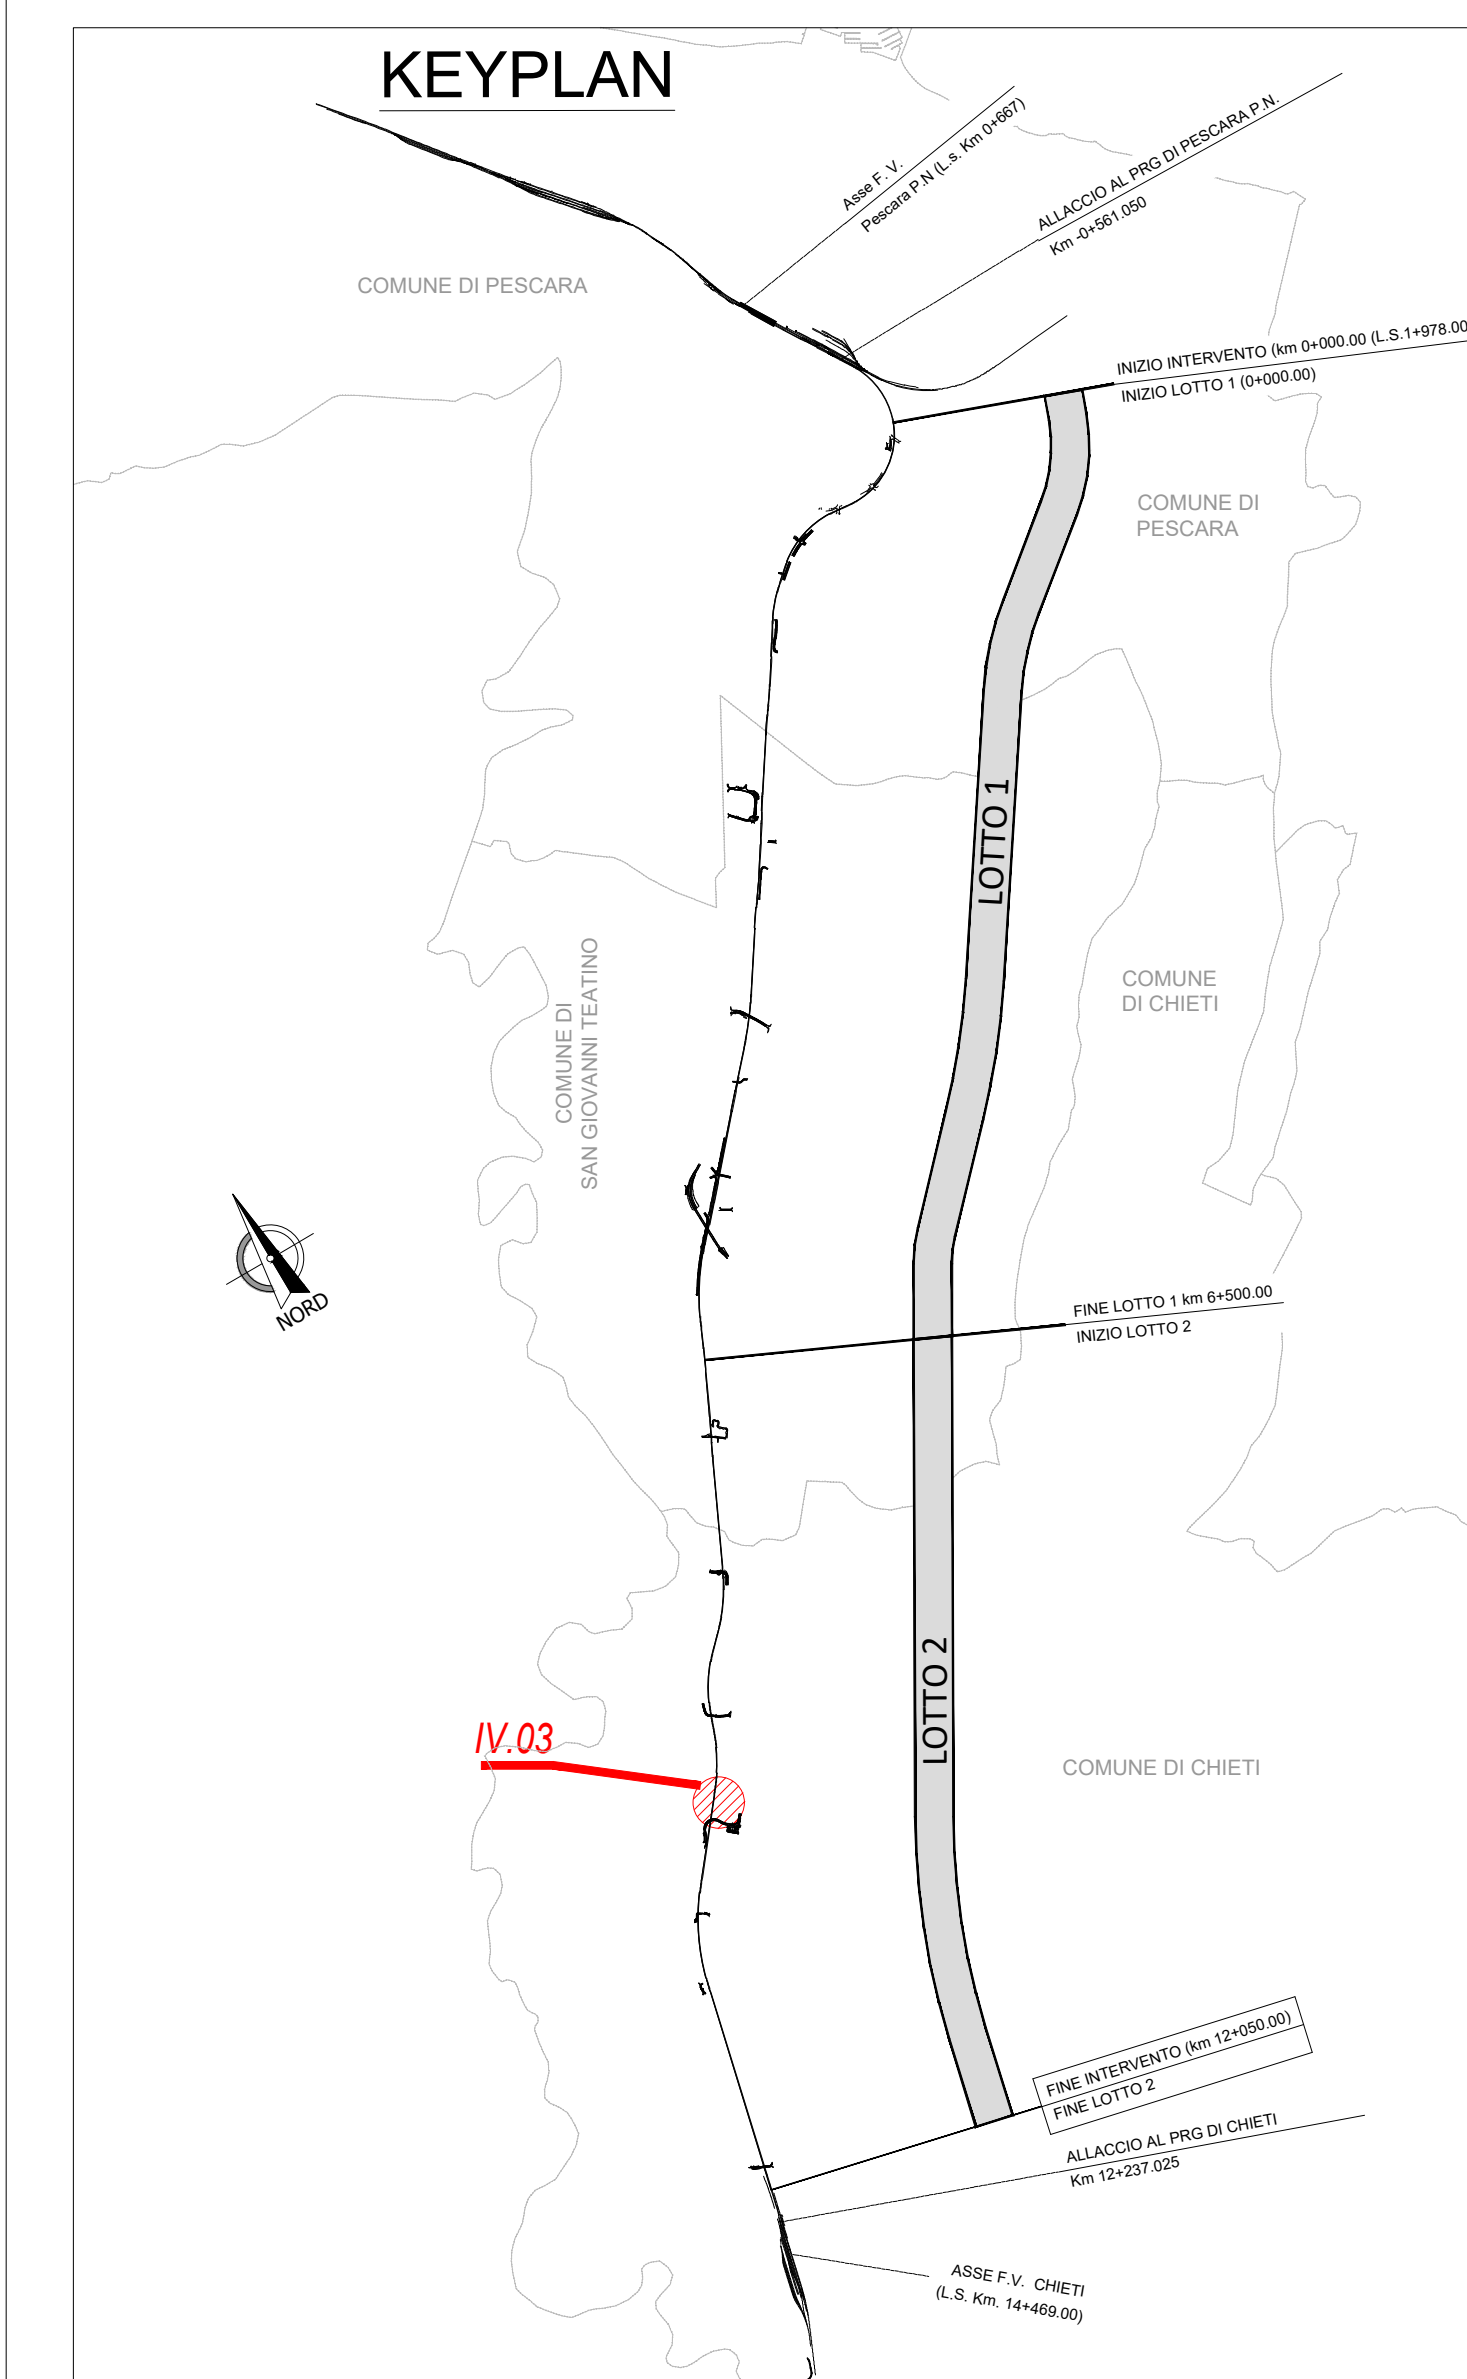 KEYPLAN
Asse F. V.
Pescara P.N (L.s. Km 0+667)
ALLACCIO AL PRG DI PESCARA P.N.
Km -0+561.050
COMUNE DI PESCARA
INIZIO INTERVENTO (km 0+000.00 (L.S.1+978.00
INIZIO LOTTO 1 (0+000.00)
COMUNE DI
PESCARA
LOTTO 1
COMUNE DI
SAN GIOVANNI TEATINO
COMUNE
DI CHIETI
NORD
FINE LOTTO 1 km 6+500.00
INIZIO LOTTO 2
LOTTO 2
IV.03
COMUNE DI CHIETI
FINE INTERVENTO (km 12+050.00)
FINE LOTTO 2
ALLACCIO AL PRG DI CHIETI
Km 12+237.025
ASSE F.V. CHIETI
(L.S. Km. 14+469.00)